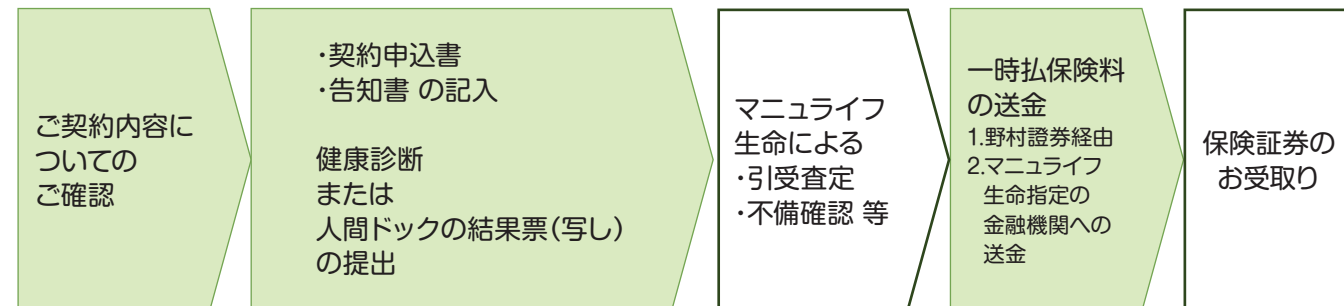 ご契約内容に
ついての
ご確認
・契約申込書
・告知書 の記入
健康診断
または
人間ドックの結果票（写し）
の提出
マニュライフ
生命による
・引受査定
・不備確認 等
一時払保険料
の送金
1.野村證券経由
2.マニュライフ
生命指定の
金融機関への
送金
保険証券の
お受取り